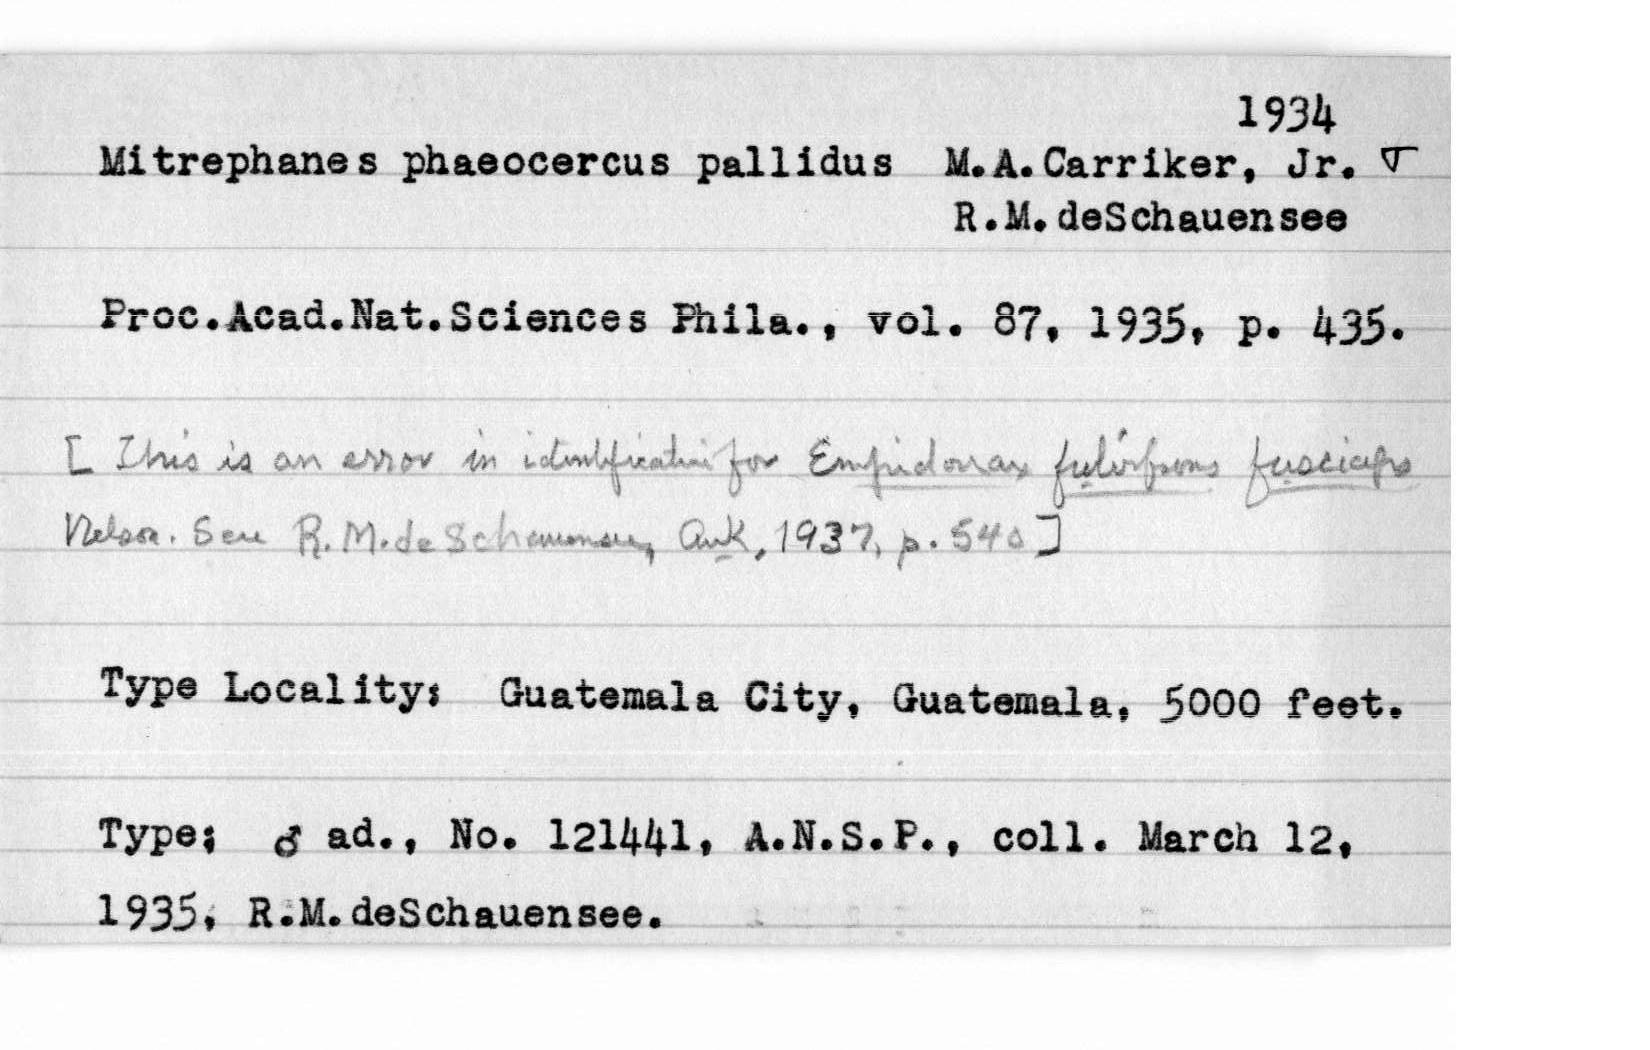 1934
Mitrephanes phaeocercus pallidus M.A.Carriker, Jr. &
R.M.deSchauensee
Proc.Acad.Nat.Sciences Phila., vol. 87, 1935, p. 435.
[ This is an error in identification for Empidonax fulvifrons fusciceps
Nelson. See R.M.deSchauensee, Auk, 1937, p. 540]
Type Locality: Guatemala City, Guatemala, 5000 feet.
Type; ♂ ad., No. 121441, A.N.S.P., coll. March 12,
1935, R.M.deSchauensee.